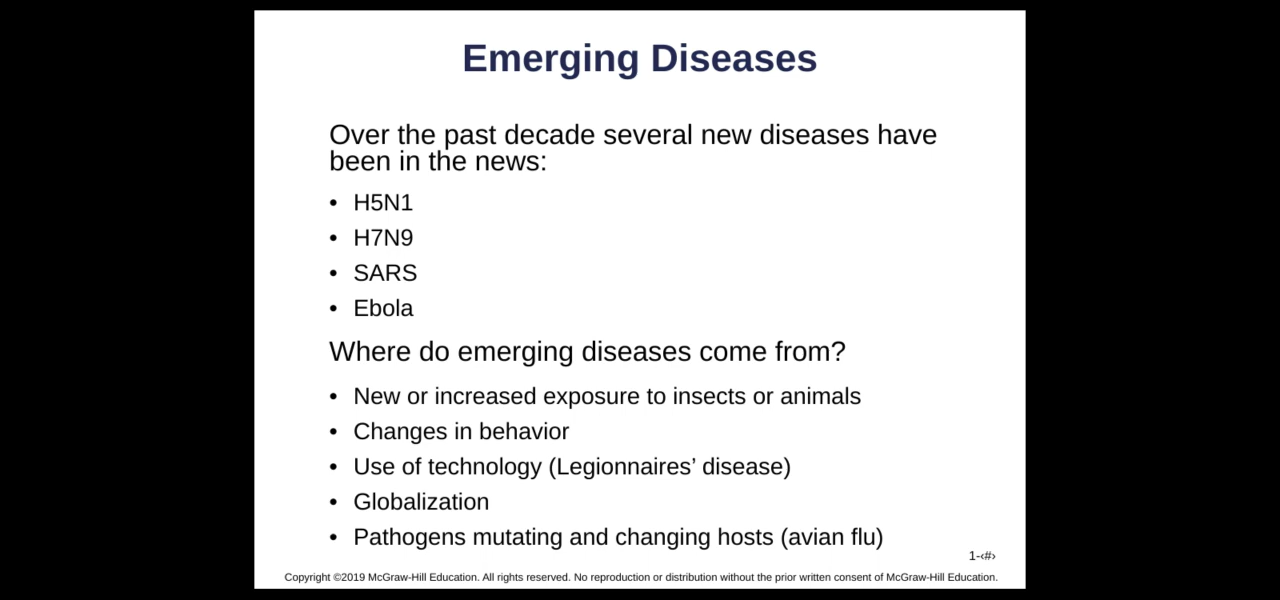 Emerging Diseases
Over the past decade several new diseases have
been in the news:
• H5N1
• H7N9
• SARS
• Ebola
Where do emerging diseases come from?
• New or increased exposure to insects or animals
• Changes in behavior
• Use of technology (Legionnaires’ disease)
• Globalization
• Pathogens mutating and changing hosts (avian flu)
1-‹#›
Copyright ©2019 McGraw-Hill Education. All rights reserved. No reproduction or distribution without the prior written consent of McGraw-Hill Education.